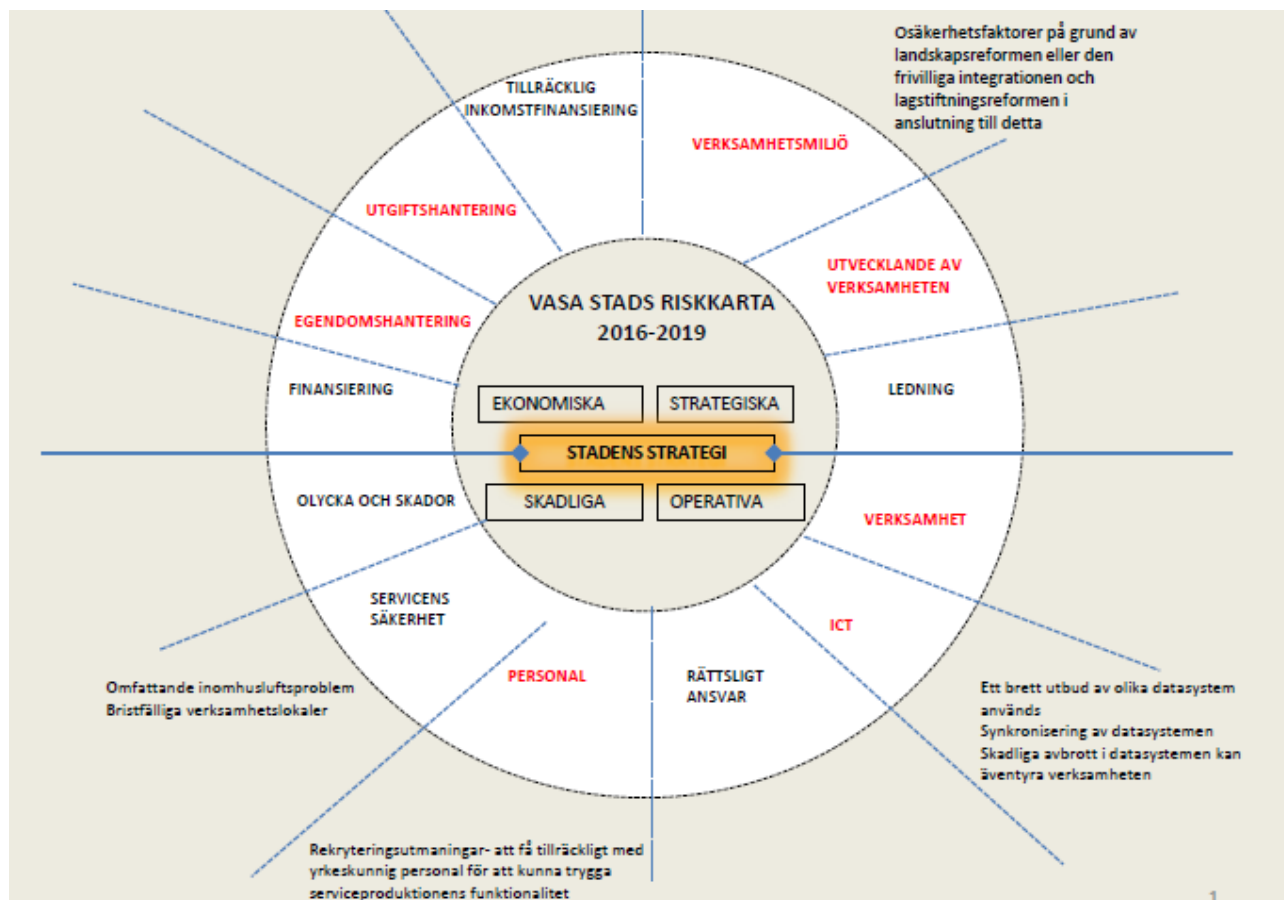 Osäkerhetsfaktorer på grund av
landskapsreformen eller den
frivilliga integrationen och
lagstiftningsreformen i
anslutning till detta
TILLRÄCKLIG
INKOMSTFINANSIERING
VERKSAMHETSMILJÖ
UTGIFTSHANTERING
UTVECKLANDE AV
VERKSAMHETEN
EGENDOMSHANTERING
VASA STADS RISKKARTA
2016-2019
FINANSIERING
LEDNING
EKONOMISKA
STRATEGISKA
STADENS STRATEGI
SKADLIGA
OPERATIVA
OLYCKA OCH SKADOR
VERKSAMHET
SERVICENS
SÄKERHET
ICT
PERSONAL
RÄTTSLIGT
ANSVAR
Omfattande inomhusluftsproblem
Bristfälliga verksamhetslokaler
Ett brett utbud av olika datasystem
används
Synkronisering av datasystemen
Skadliga avbrott i datasystemen kan
äventyra verksamheten
Rekryteringsutmaningar- att få tillräckligt med
yrkeskunnig personal för att kunna trygga
serviceproduktionens funktionalitet
1